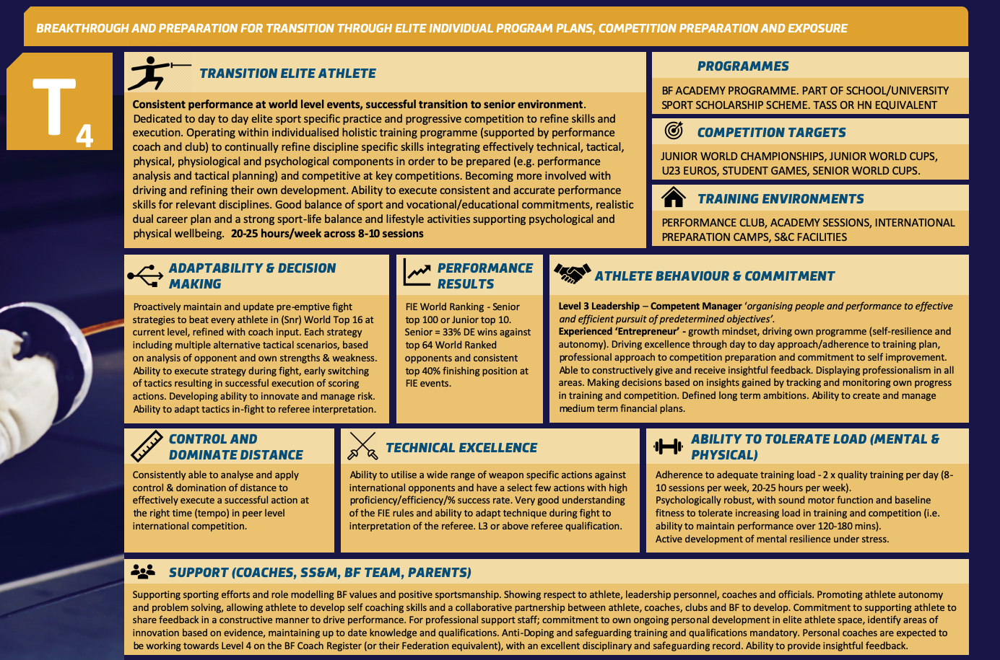 BREAKTHROUGH AND PREPARATION FOR TRANSITION THROUGH ELITE INDIVIDUAL PROGRAM PLANS, COMPETITION PREPARATION AND EXPOSURE
T4
TRANSITION ELITE ATHLETE
Consistent performance at world level events, successful transition to senior environment.
Dedicated to day to day elite sport specific practice and progressive competition to refine skills and
execution. Operating within individualised holistic training programme (supported by performance
coach and club) to continually refine discipline specific skills integrating effectively technical, tactical,
physical, physiological and psychological components in order to be prepared (e.g. performance
analysis and tactical planning) and competitive at key competitions. Becoming more involved with
driving and refining their own development. Ability to execute consistent and accurate performance
skills for relevant disciplines. Good balance of sport and vocational/educational commitments, realistic
dual career plan and a strong sport-life balance and lifestyle activities supporting psychological and
physical wellbeing. 20-25 hours/week across 8-10 sessions
PROGRAMMES
BF ACADEMY PROGRAMME. PART OF SCHOOL/UNIVERSITY
SPORT SCHOLARSHIP SCHEME. TASS OR HN EQUIVALENT
COMPETITION TARGETS
JUNIOR WORLD CHAMPIONSHIPS, JUNIOR WORLD CUPS,
U23 EUROS, STUDENT GAMES, SENIOR WORLD CUPS.
TRAINING ENVIRONMENTS
PERFORMANCE CLUB, ACADEMY SESSIONS, INTERNATIONAL
PREPARATION CAMPS, S&C FACILITIES
ADAPTABILITY & DECISION
MAKING
Proactively maintain and update pre-emptive fight
strategies to beat every athlete in (Snr) World Top 16 at
current level, refined with coach input. Each strategy
including multiple alternative tactical scenarios, based
on analysis of opponent and own strengths & weakness.
Ability to execute strategy during fight, early switching
of tactics resulting in successful execution of scoring
actions. Developing ability to innovate and manage risk.
Ability to adapt tactics in-fight to referee interpretation.
PERFORMANCE
RESULTS
FIE World Ranking - Senior
top 100 or Junior top 10.
Senior = 33% DE wins against
top 64 World Ranked
opponents and consistent
top 40% finishing position at
FIE events.
ATHLETE BEHAVIOUR & COMMITMENT
Level 3 Leadership – Competent Manager ‘organising people and performance to effective
and efficient pursuit of predetermined objectives’.
Experienced ‘Entrepreneur’ - growth mindset, driving own programme (self-resilience and
autonomy). Driving excellence through day to day approach/adherence to training plan,
professional approach to competition preparation and commitment to self improvement.
Able to constructively give and receive insightful feedback. Displaying professionalism in all
areas. Making decisions based on insights gained by tracking and monitoring own progress
in training and competition. Defined long term ambitions. Ability to create and manage
medium term financial plans.
CONTROL AND
DOMINATE DISTANCE
Consistently able to analyse and apply
control & domination of distance to
effectively execute a successful action at
the right time (tempo) in peer level
international competition.
TECHNICAL EXCELLENCE
Ability to utilise a wide range of weapon specific actions against
international opponents and have a select few actions with high
proficiency/efficiency/% success rate. Very good understanding
of the FIE rules and ability to adapt technique during fight to
interpretation of the referee. L3 or above referee qualification.
ABILITY TO TOLERATE LOAD (MENTAL &
PHYSICAL)
Adherence to adequate training load - 2 x quality training per day (8-
10 sessions per week, 20-25 hours per week).
Psychologically robust, with sound motor function and baseline
fitness to tolerate increasing load in training and competition (i.e.
ability to maintain performance over 120-180 mins).
Active development of mental resilience under stress.
SUPPORT (COACHES, SS&M, BF TEAM, PARENTS)
Supporting sporting efforts and role modelling BF values and positive sportsmanship. Showing respect to athlete, leadership personnel, coaches and officials. Promoting athlete autonomy
and problem solving, allowing athlete to develop self coaching skills and a collaborative partnership between athlete, coaches, clubs and BF to develop. Commitment to supporting athlete to
share feedback in a constructive manner to drive performance. For professional support staff; commitment to own ongoing personal development in elite athlete space, identify areas of
innovation based on evidence, maintaining up to date knowledge and qualifications. Anti-Doping and safeguarding training and qualifications mandatory. Personal coaches are expected to
be working towards Level 4 on the BF Coach Register (or their Federation equivalent), with an excellent disciplinary and safeguarding record. Ability to provide insightful feedback.